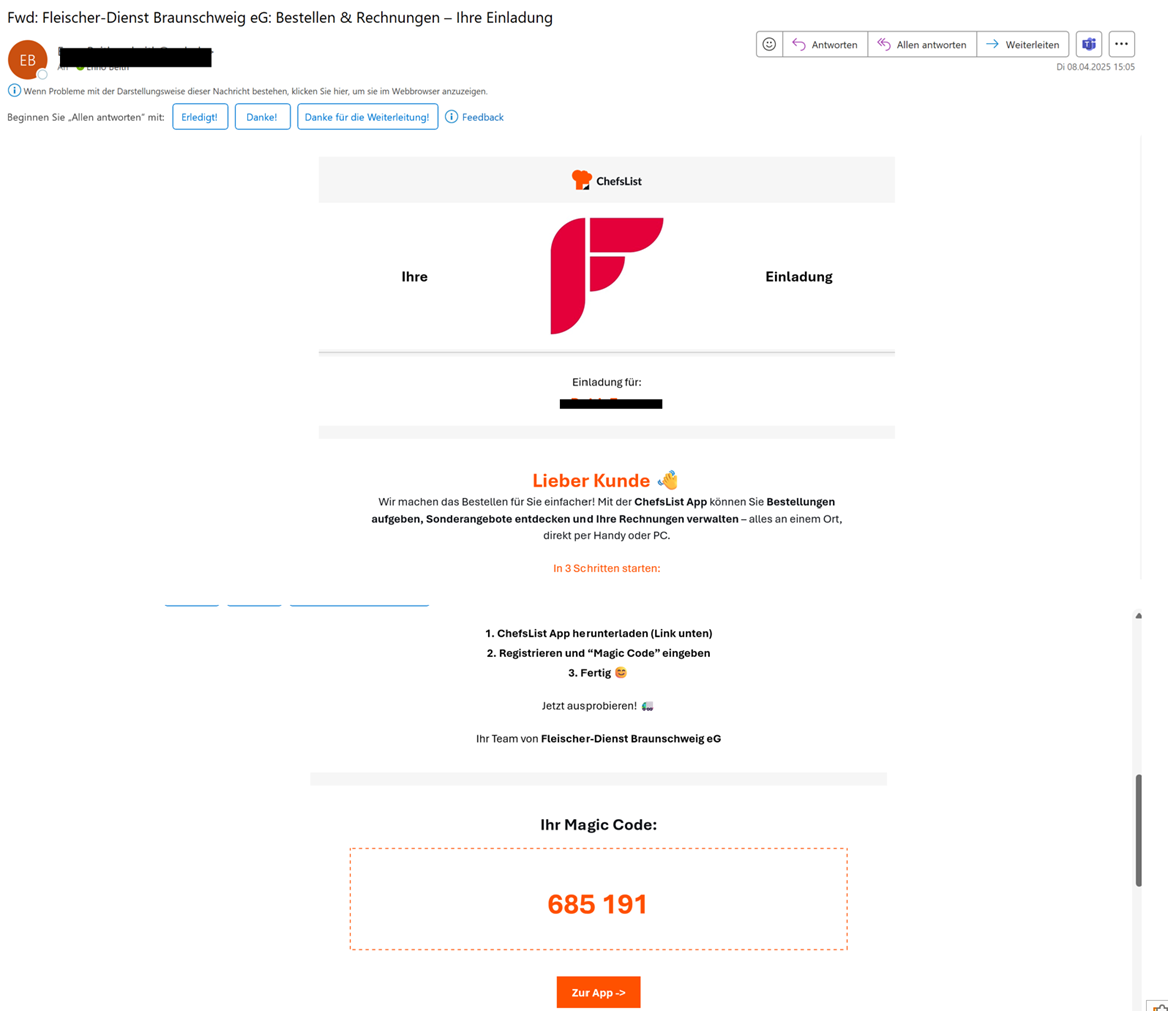 Fwd: Fleischer-Dienst Braunschweig eG: Bestellen & Rechnungen – Ihre Einladung
EB
Antworten
Allen antworten
Weiterleiten
Di 08.04.2025 15:05
Wenn Probleme mit der Darstellungsweise dieser Nachricht bestehen, klicken Sie hier, um sie im Webbrowser anzuzeigen.
Beginnen Sie „Allen antworten" mit:
Erledigt!
Danke!
Danke für die Weiterleitung!
Feedback
ChefsList
Ihre
Einladung
Einladung für:
Lieber Kunde
Wir machen das Bestellen für Sie einfacher! Mit der ChefsList App können Sie Bestellungen
aufgeben, Sonderangebote entdecken und Ihre Rechnungen verwalten – alles an einem Ort,
direkt per Handy oder PC.
In 3 Schritten starten:
1. ChefsList App herunterladen (Link unten)
2. Registrieren und “Magic Code” eingeben
3. Fertig
Jetzt ausprobieren!
Ihr Team von Fleischer-Dienst Braunschweig eG
Ihr Magic Code:
685 191
Zur App ->